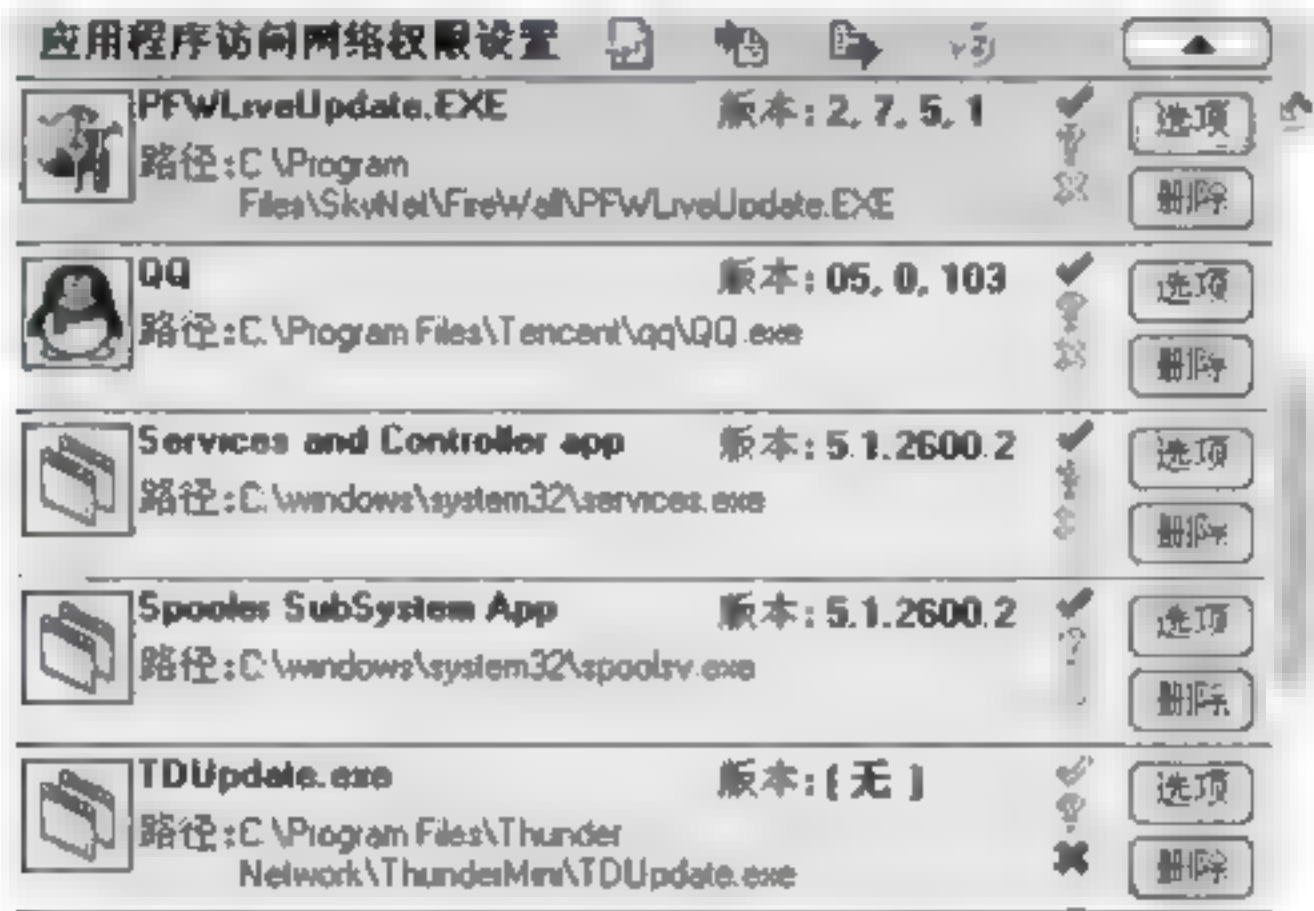 应用程序访问网络权限设置
PFWLiveUpdate.EXE 版本: 2, 7, 5, 1 选项
路径:C:\Program
Files\SkyNet\FireWall\PFWLiveUpdate.EXE 删除
QQ 版本: 05, 0, 103 选项
路径:C:\Program Files\Tencent\qq\QQ.exe
删除
Services and Controller app 版本: 5.1.2600.2 选项
路径:C:\windows\system32\services.exe
删除
Spooler SubSystem App 版本: 5.1.2600.2 选项
路径:C:\windows\system32\spoolsv.exe
删除
TDUpdate.exe 版本:[ 无 ] 选项
路径:C:\Program Files\Thunder
Network\ThunderMini\TDUpdate.exe 删除